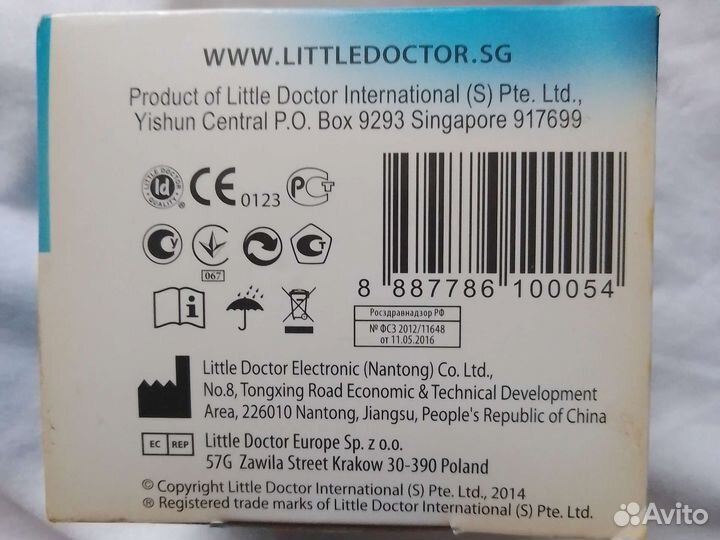 WWW.LITTLEDOCTOR.SG
Product of Little Doctor International (S) Pte. Ltd.,
Yishun Central P.O. Box 9293 Singapore 917699
LITTLE DOCTOR
ld
QUALITY
®
CE 0123
РСТ
067
8 887786 100054
Росздравнадзор РФ
№ ФСЗ 2012/11648
от 11.05.2016
Little Doctor Electronic (Nantong) Co. Ltd.,
No.8, Tongxing Road Economic & Technical Development
Area, 226010 Nantong, Jiangsu, People's Republic of China
EC REP
Little Doctor Europe Sp. z o.o.
57G Zawila Street Krakow 30-390 Poland
© Copyright Little Doctor International (S) Pte. Ltd., 2014
® Registered trade marks of Little Doctor International (S) Pte. Ltd.
Avito